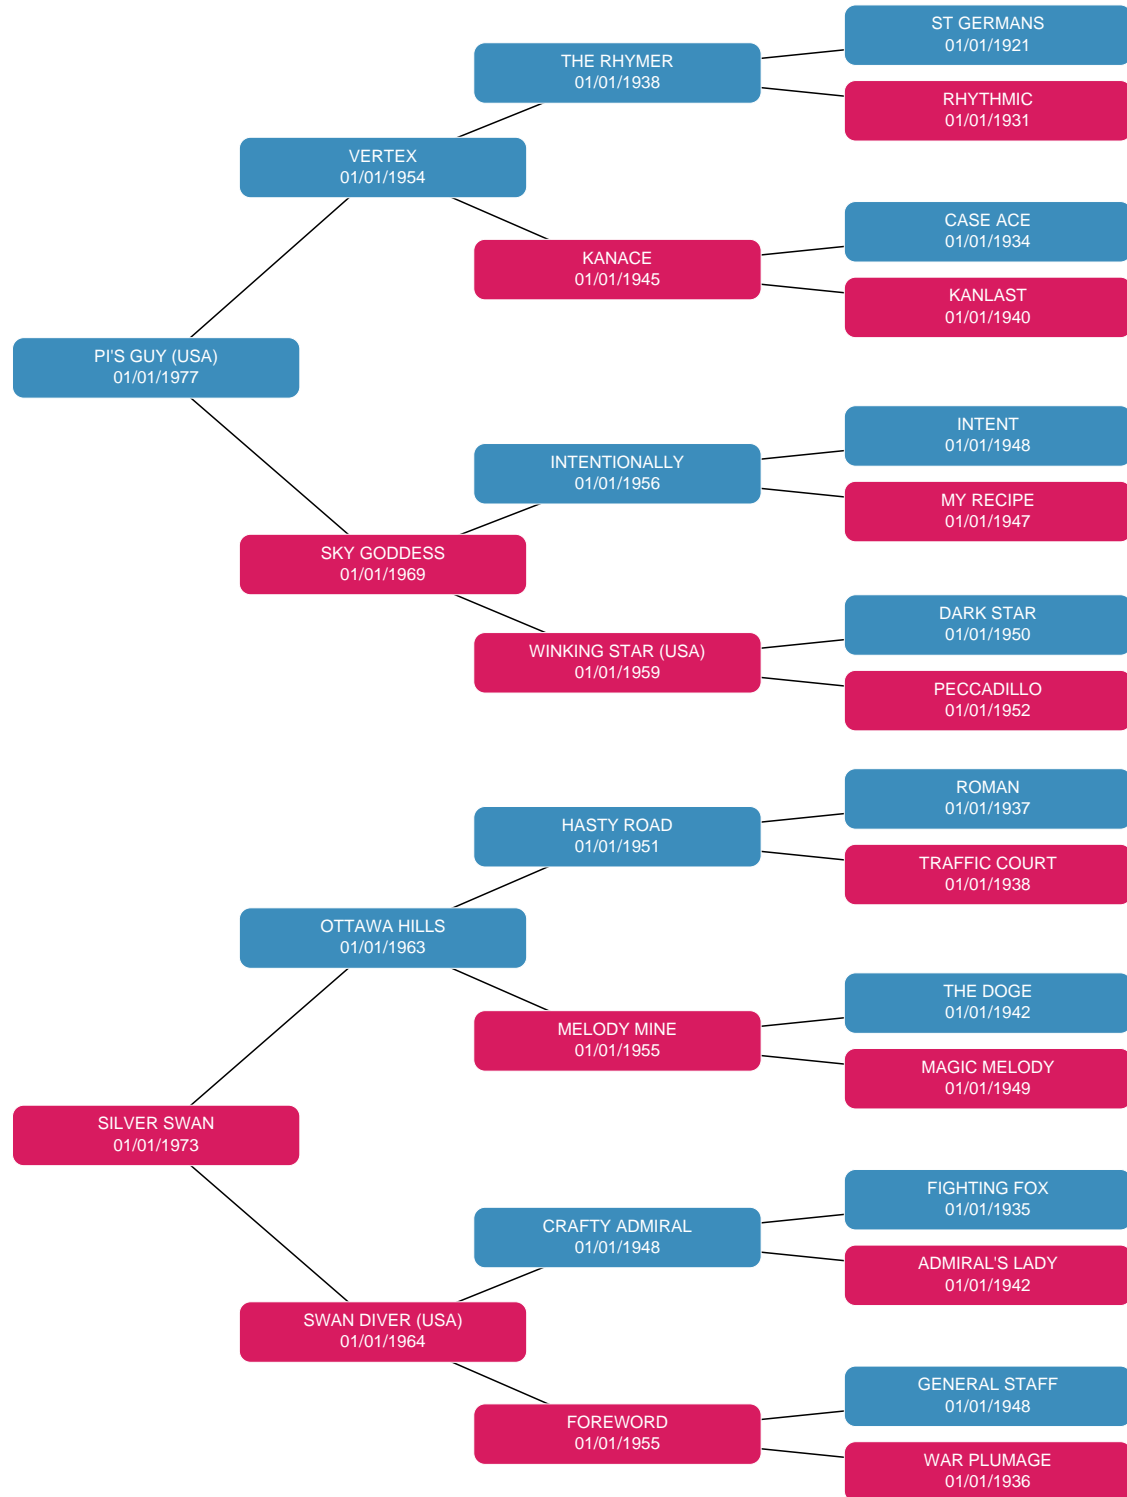 ST GERMANS
01/01/1921
THE RHYMER
01/01/1938
RHYTHMIC
01/01/1931
VERTEX
01/01/1954
CASE ACE
01/01/1934
KANACE
01/01/1945
KANLAST
01/01/1940
PI'S GUY (USA)
01/01/1977
INTENT
01/01/1948
INTENTIONALLY
01/01/1956
MY RECIPE
01/01/1947
SKY GODDESS
01/01/1969
DARK STAR
01/01/1950
WINKING STAR (USA)
01/01/1959
PECCADILLO
01/01/1952
ROMAN
01/01/1937
HASTY ROAD
01/01/1951
TRAFFIC COURT
01/01/1938
OTTAWA HILLS
01/01/1963
THE DOGE
01/01/1942
MELODY MINE
01/01/1955
MAGIC MELODY
01/01/1949
SILVER SWAN
01/01/1973
FIGHTING FOX
01/01/1935
CRAFTY ADMIRAL
01/01/1948
ADMIRAL'S LADY
01/01/1942
SWAN DIVER (USA)
01/01/1964
GENERAL STAFF
01/01/1948
FOREWORD
01/01/1955
WAR PLUMAGE
01/01/1936